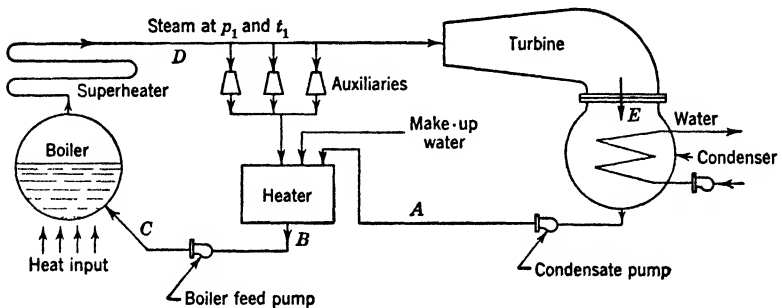 Steam at p₁ and t₁
D
Turbine
Superheater
Auxiliaries
E
Water
Make-up
water
Condenser
Boiler
Heater
A
C
B
Heat input
Condensate pump
Boiler feed pump